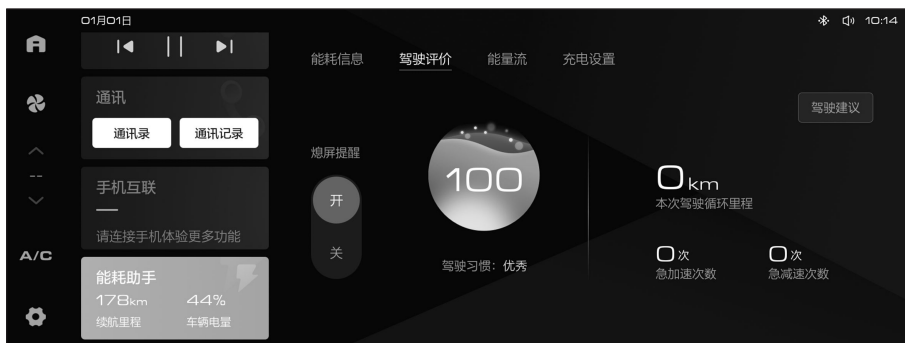 01月01日
10:14
A
A/C
--
通讯
通讯录
通讯记录
手机互联
请连接手机体验更多功能
能耗助手
178km
44%
续航里程
车辆电量
能耗信息
驾驶评价
能量流
充电设置
驾驶建议
熄屏提醒
开
关
100
驾驶习惯：优秀
0km
本次驾驶循环里程
0次
急加速次数
0次
急减速次数